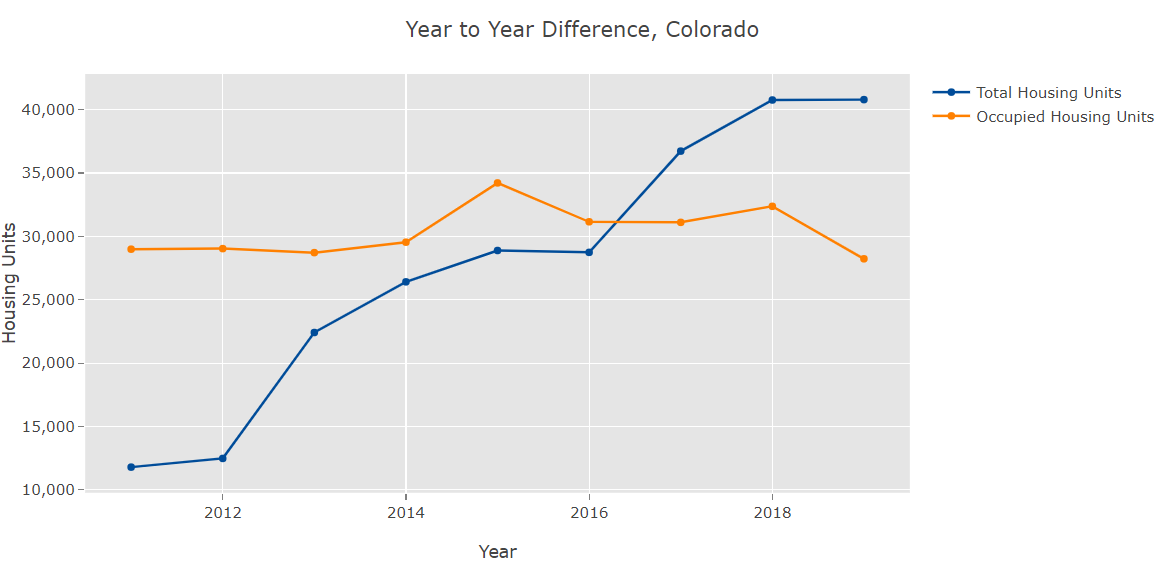 Year to Year Difference, Colorado
Total Housing Units
Occupied Housing Units
Housing Units
40,000
35,000
30,000
25,000
20,000
15,000
10,000
2012
2014
2016
2018
Year